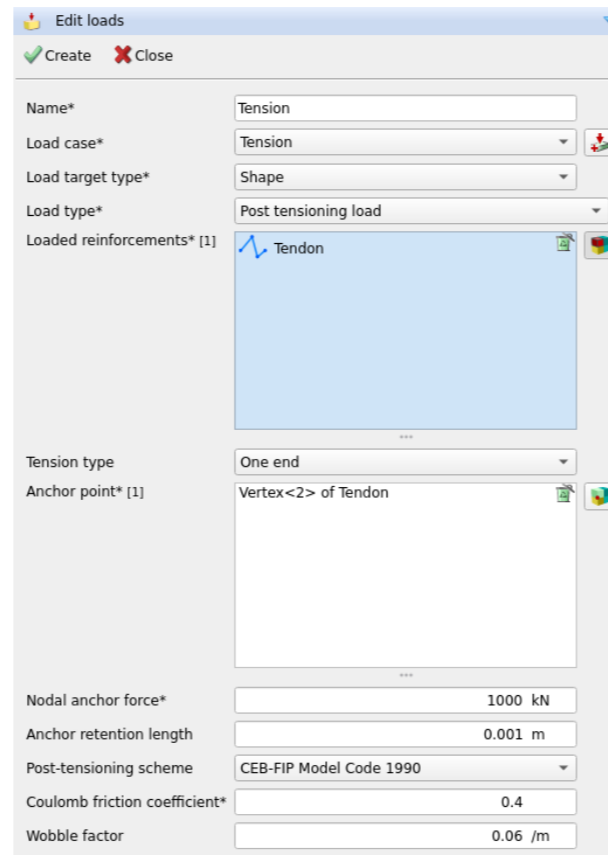 Edit loads
Create Close
Name* Tension
Load case* Tension
Load target type* Shape
Load type* Post tensioning load
Loaded reinforcements* [1] Tendon
Tension type One end
Anchor point* [1] Vertex<2> of Tendon
Nodal anchor force* 1000 kN
Anchor retention length 0.001 m
Post-tensioning scheme CEB-FIP Model Code 1990
Coulomb friction coefficient* 0.4
Wobble factor 0.06 /m